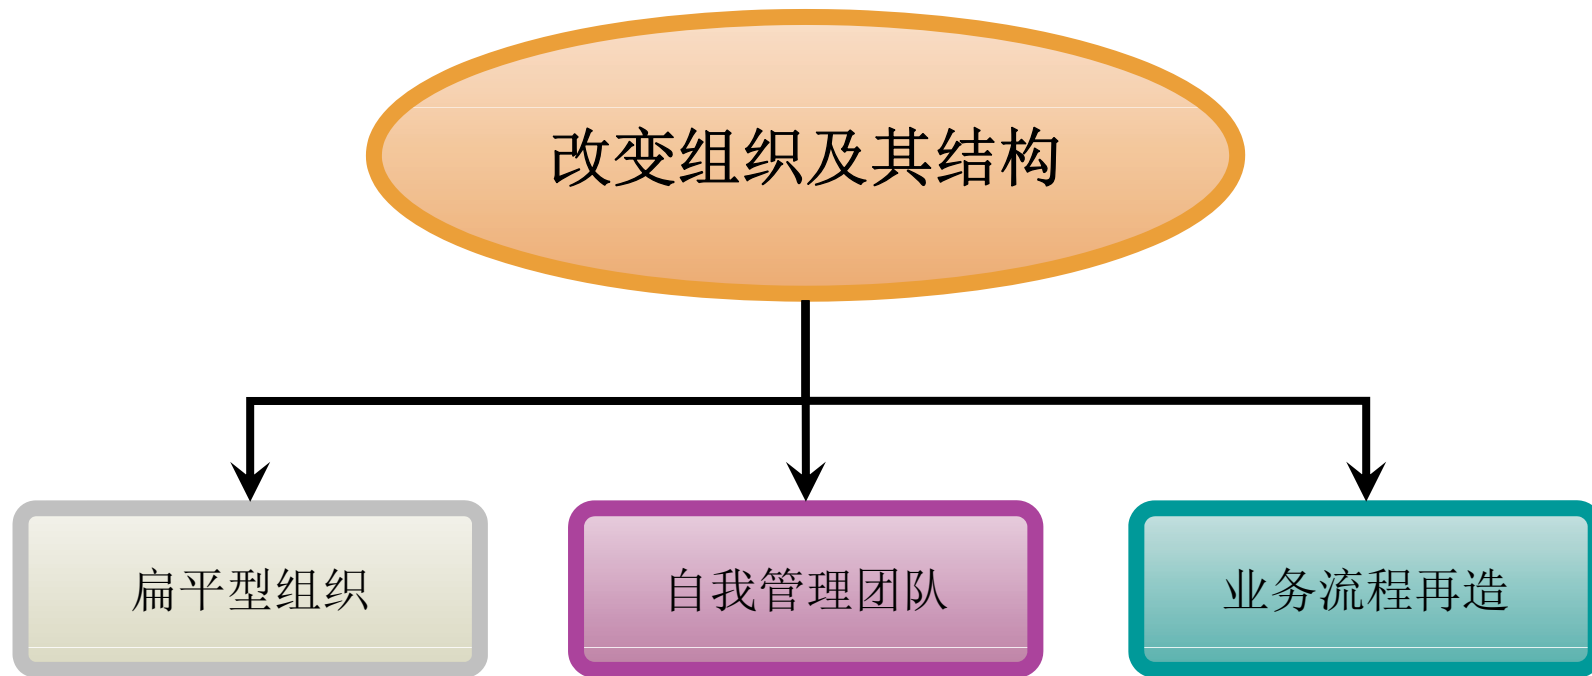 改变组织及其结构
扁平型组织
自我管理团队
业务流程再造